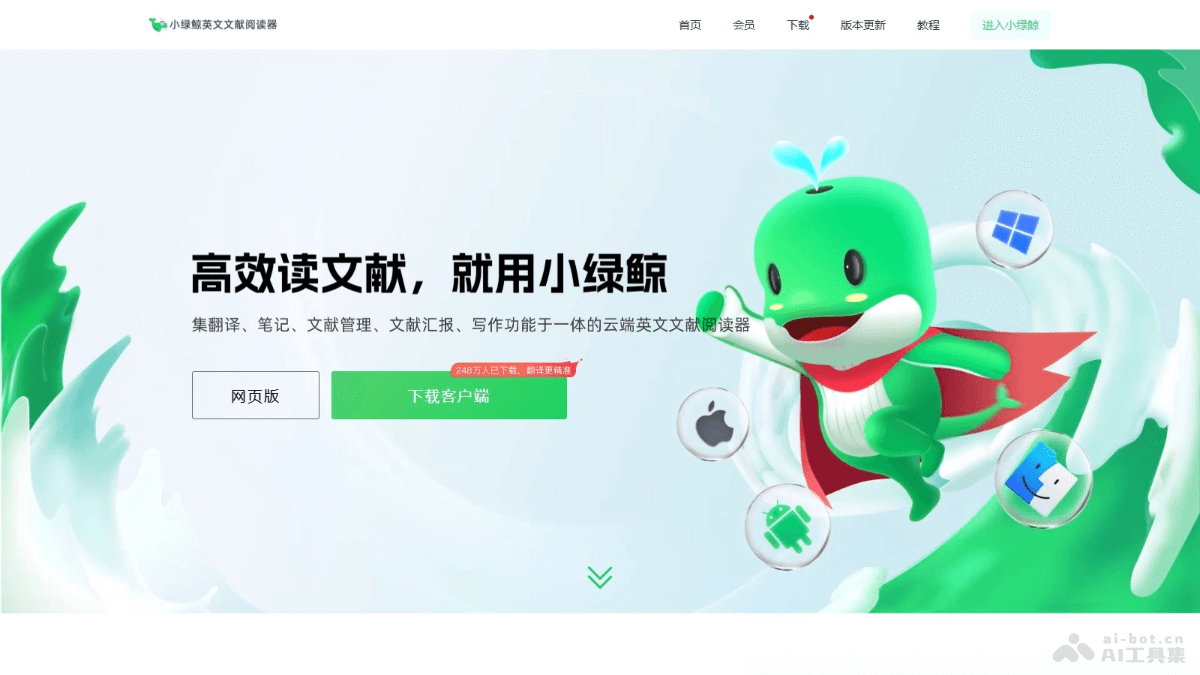 小绿鲸英文文献阅读器
首页 会员 下载 版本更新 教程 进入小绿鲸
高效读文献，就用小绿鲸
集翻译、笔记、文献管理、文献汇报、写作功能于一体的云端英文文献阅读器
248万人已下载，翻译更精准
网页版 下载客户端
ai-bot.cn
AI工具集